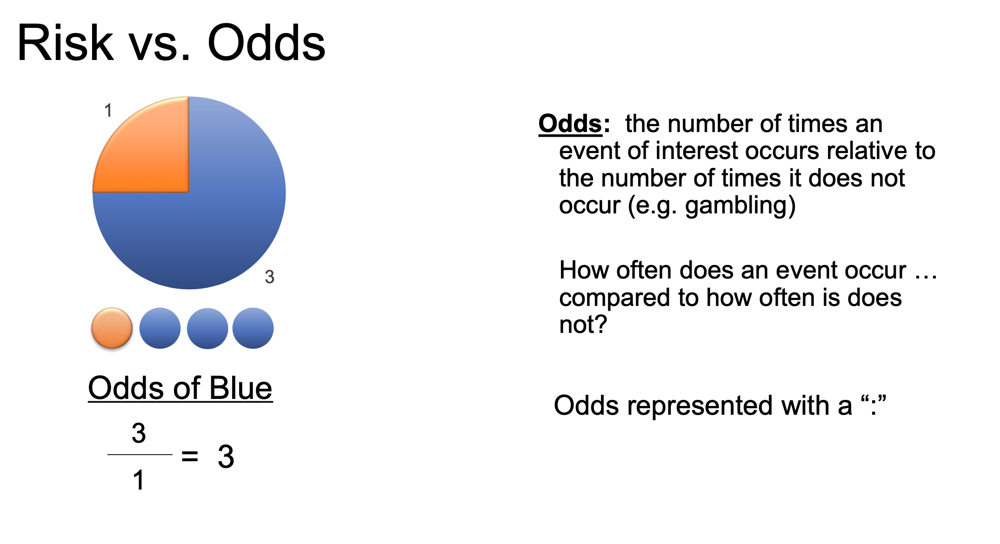 Risk vs. Odds
1
3
Odds of Blue
3
1
= 3
Odds: the number of times an
event of interest occurs relative to
the number of times it does not
occur (e.g. gambling)
How often does an event occur …
compared to how often is does
not?
Odds represented with a “:”